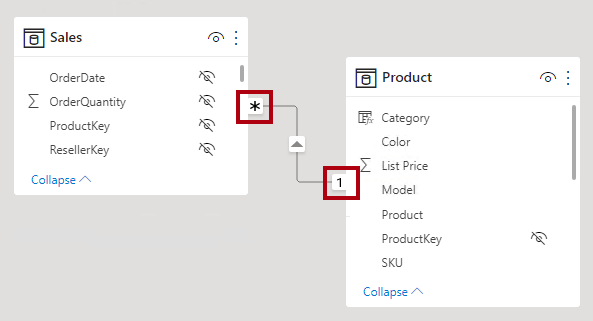 Sales
OrderDate
OrderQuantity
ProductKey
ResellerKey
Collapse
*
1
Product
Category
Color
List Price
Model
Product
ProductKey
SKU
Collapse